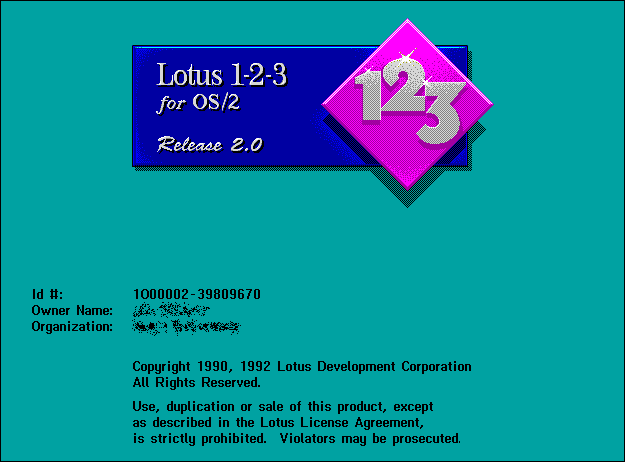 Lotus 1-2-3
for OS/2
Release 2.0
123
Id #: 1000002-39809670
Owner Name:
Organization:
Copyright 1990, 1992 Lotus Development Corporation
All Rights Reserved.
Use, duplication or sale of this product, except
as described in the Lotus License Agreement,
is strictly prohibited. Violators may be prosecuted.